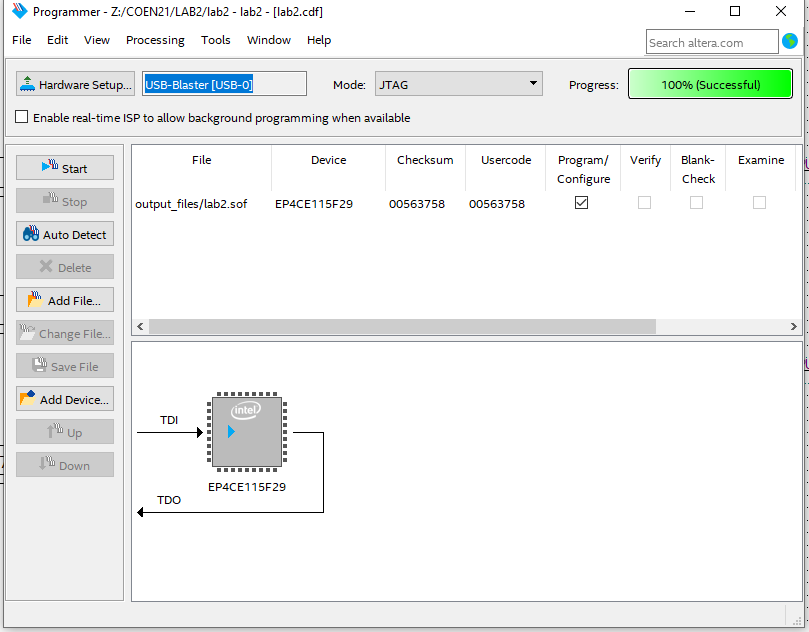 Programmer - Z:/COEN21/LAB2/lab2 - lab2 - [lab2.cdf]
File Edit View Processing Tools Window Help
Search altera.com
Hardware Setup... USB-Blaster [USB-0] Mode: JTAG Progress: 100% (Successful)
Enable real-time ISP to allow background programming when available
Start
Stop
Auto Detect
Delete
Add File...
Change File...
Save File
Add Device...
Up
Down
File Device Checksum Usercode Program/ Verify Blank- Examine
Configure Check
output_files/lab2.sof EP4CE115F29 00563758 00563758
intel
TDI
EP4CE115F29
TDO